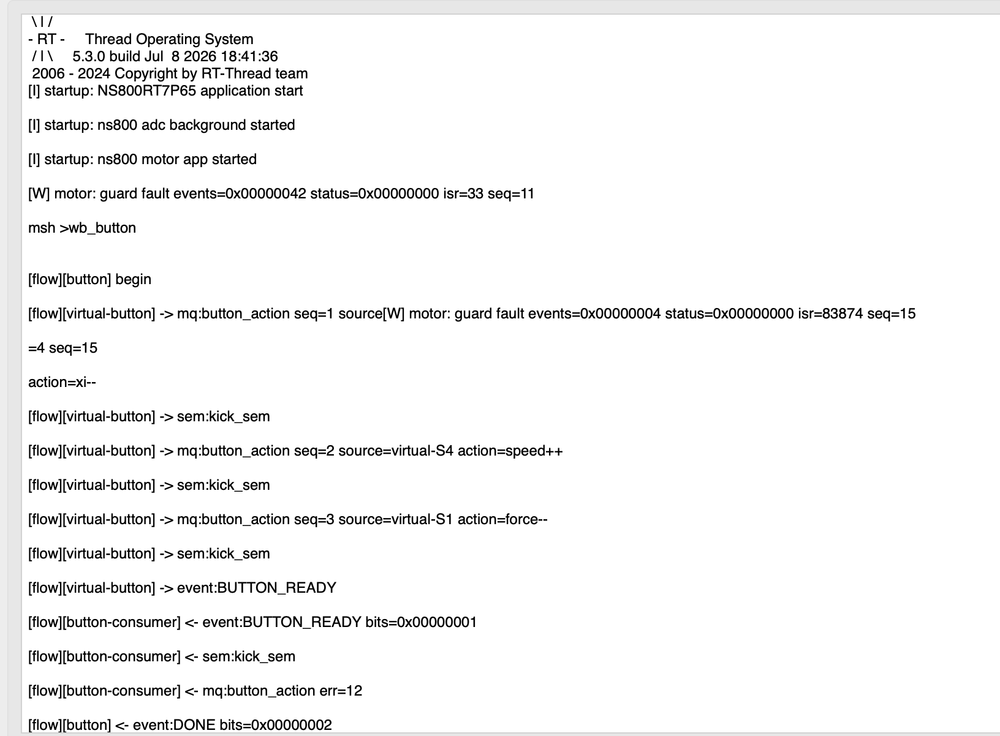 \ | /
- RT -     Thread Operating System
/ | \     5.3.0 build Jul  8 2026 18:41:36
2006 - 2024 Copyright by RT-Thread team
[I] startup: NS800RT7P65 application start
[I] startup: ns800 adc background started
[I] startup: ns800 motor app started
[W] motor: guard fault events=0x00000042 status=0x00000000 isr=33 seq=11
msh >wb_button
[flow][button] begin
[flow][virtual-button] -> mq:button_action seq=1 source[W] motor: guard fault events=0x00000004 status=0x00000000 isr=83874 seq=15
=4 seq=15
action=xi--
[flow][virtual-button] -> sem:kick_sem
[flow][virtual-button] -> mq:button_action seq=2 source=virtual-S4 action=speed++
[flow][virtual-button] -> sem:kick_sem
[flow][virtual-button] -> mq:button_action seq=3 source=virtual-S1 action=force--
[flow][virtual-button] -> sem:kick_sem
[flow][virtual-button] -> event:BUTTON_READY
[flow][button-consumer] <- event:BUTTON_READY bits=0x00000001
[flow][button-consumer] <- sem:kick_sem
[flow][button-consumer] <- mq:button_action err=12
[flow][button] <- event:DONE bits=0x00000002